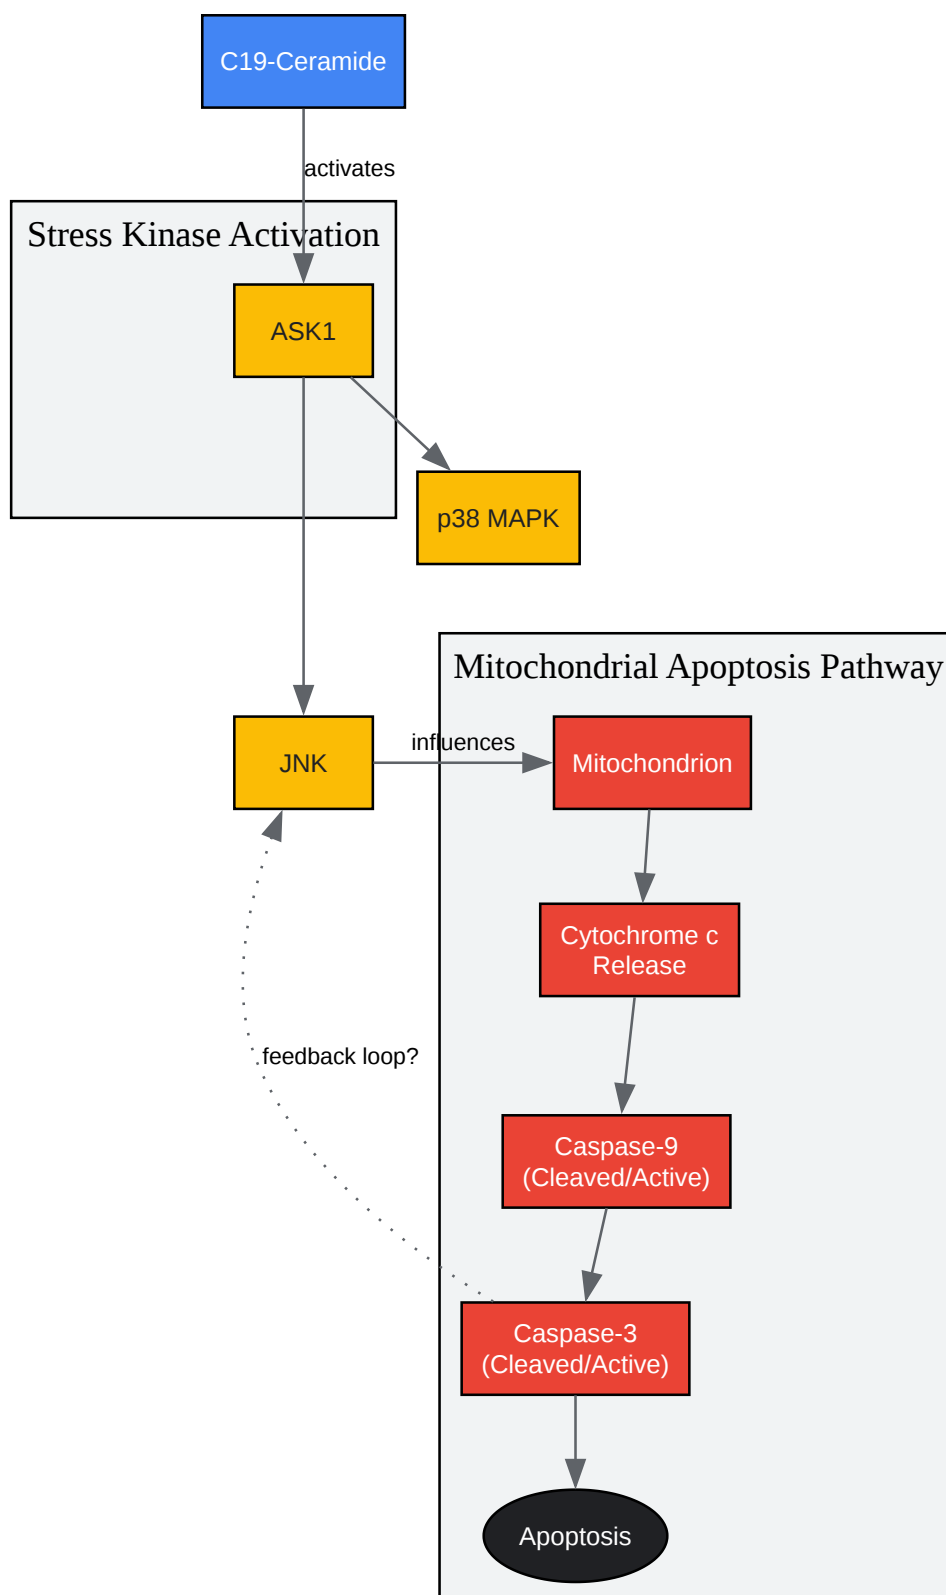 C19-Ceramide
activates
Stress Kinase Activation
ASK1
p38 MAPK
Mitochondrial Apoptosis Pathway
JNK
influences
Mitochondrion
Cytochrome c
Release
feedback loop?
Caspase-9
(Cleaved/Active)
Caspase-3
(Cleaved/Active)
Apoptosis